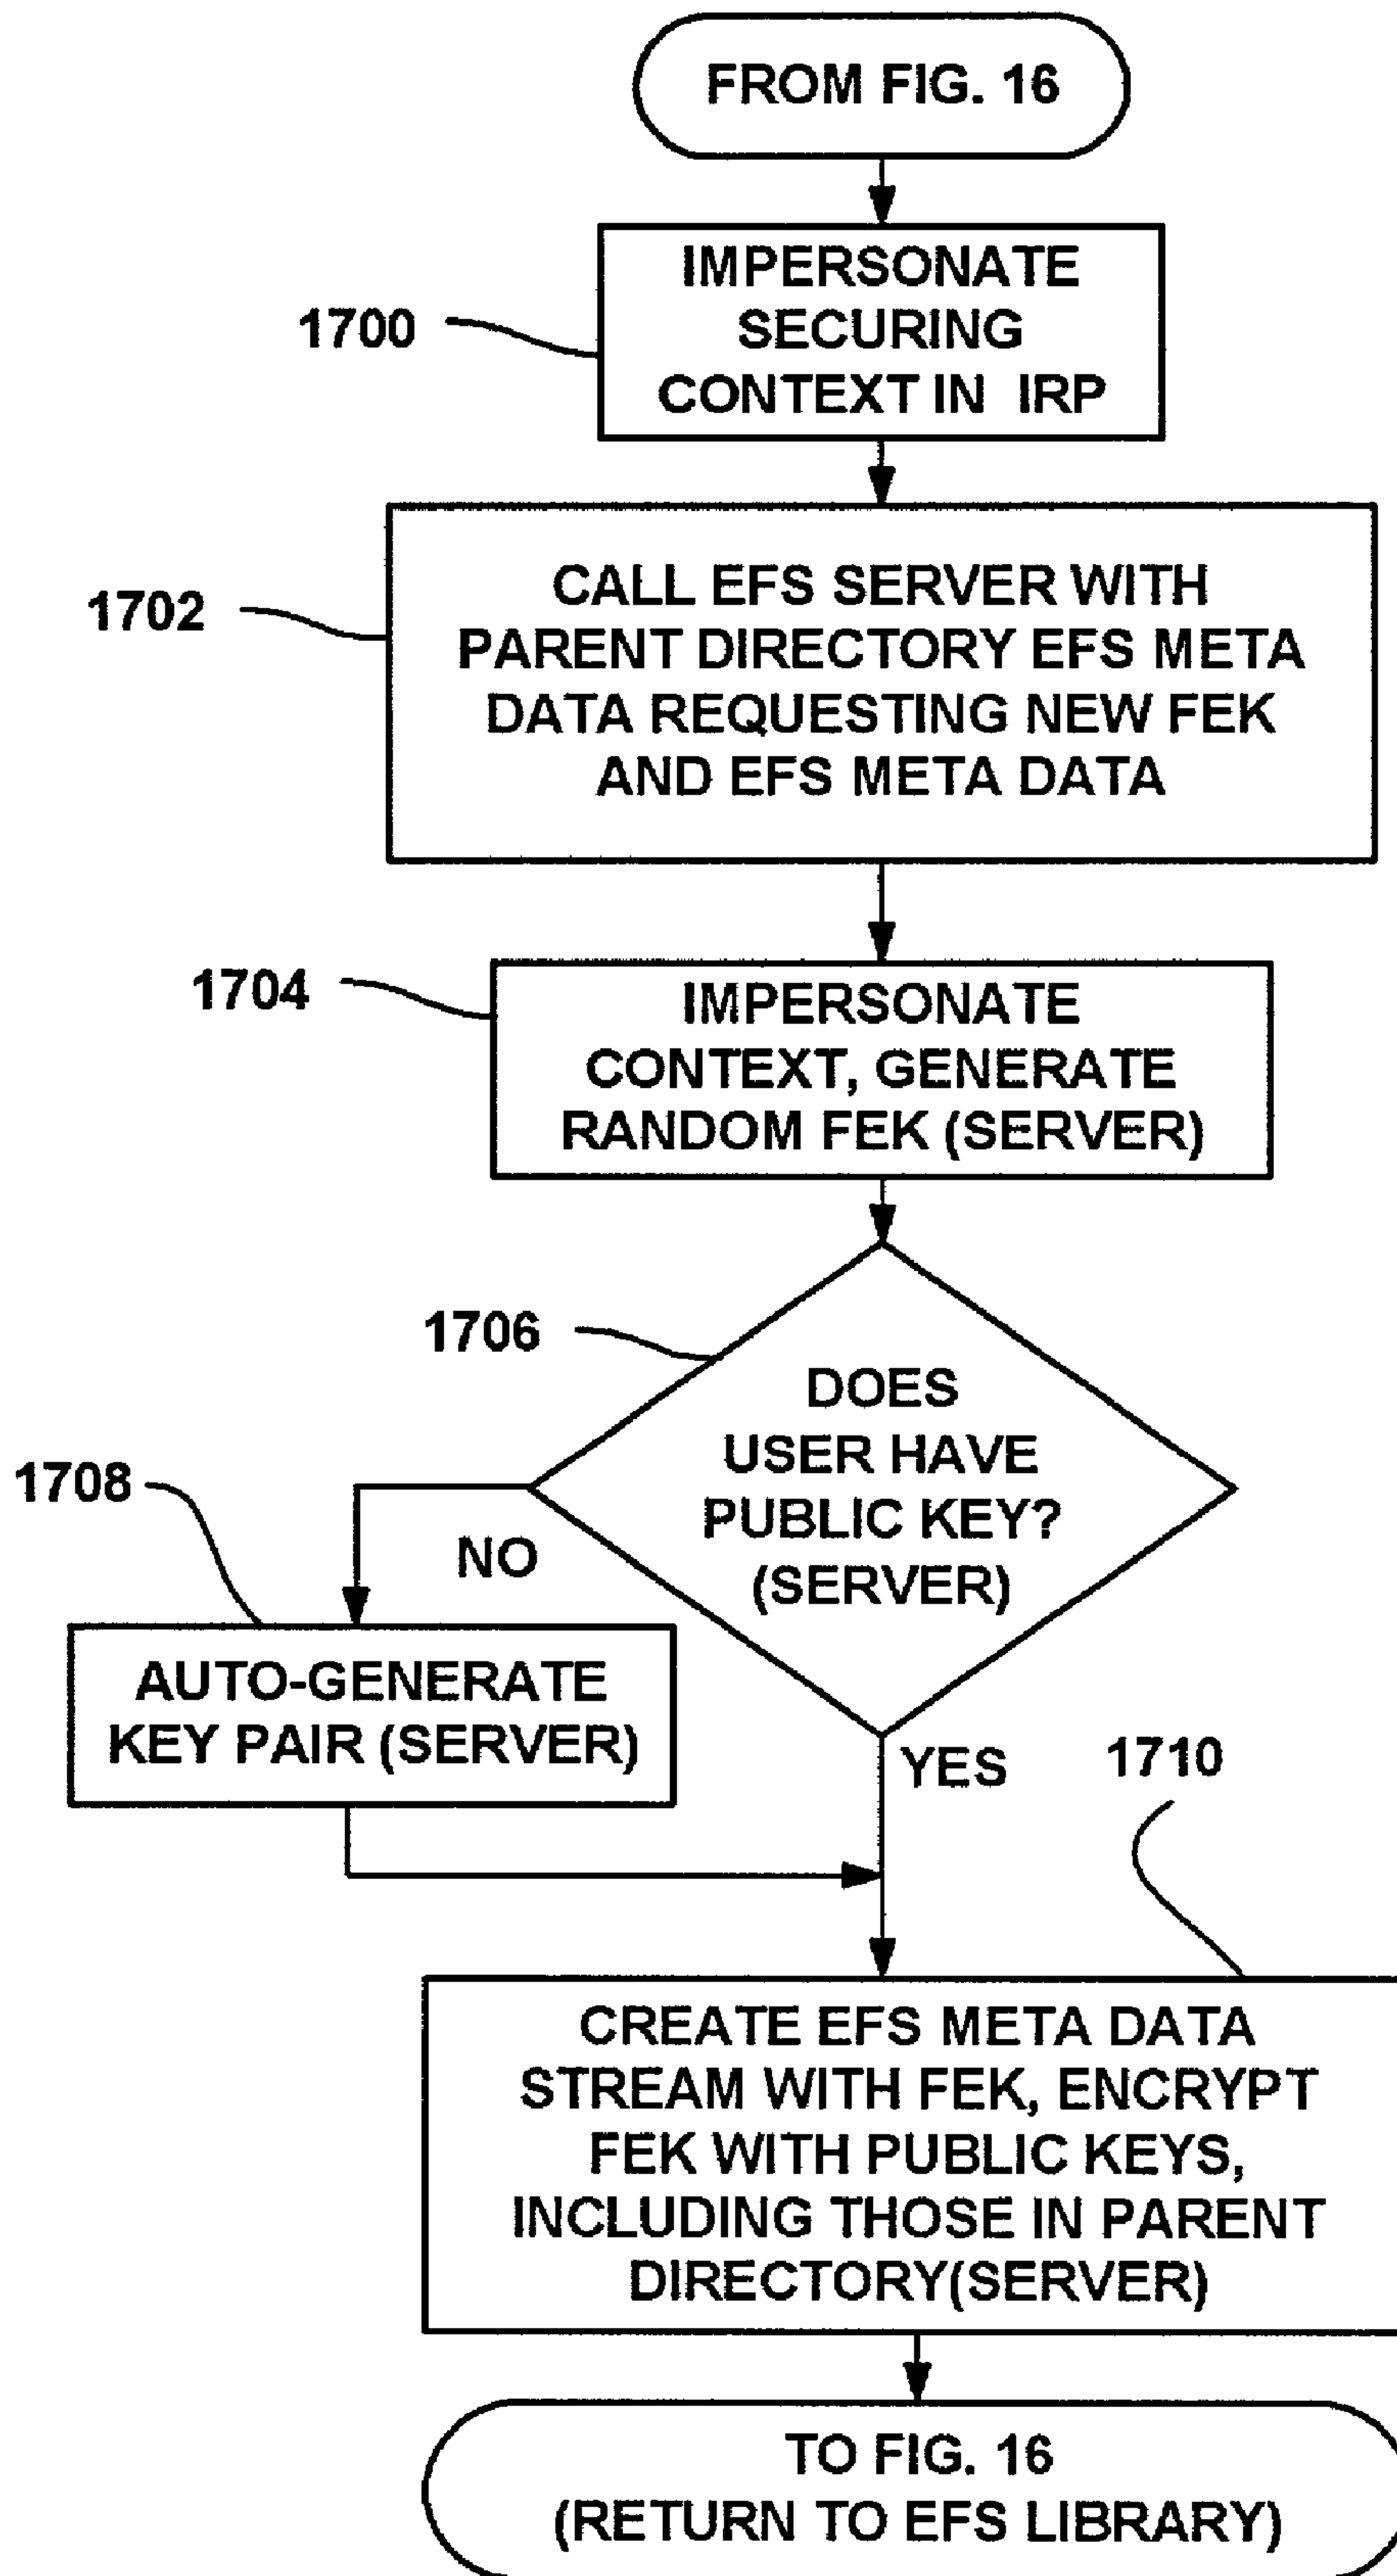 FROM FIG. 16
1700
IMPERSONATE
SECURING
CONTEXT IN IRP
1702
CALL EFS SERVER WITH
PARENT DIRECTORY EFS META
DATA REQUESTING NEW FEK
AND EFS META DATA
1704
IMPERSONATE
CONTEXT, GENERATE
RANDOM FEK (SERVER)
1706
DOES
USER HAVE
PUBLIC KEY?
(SERVER)
1708
NO
AUTO-GENERATE
KEY PAIR (SERVER)
YES
1710
CREATE EFS META DATA
STREAM WITH FEK, ENCRYPT
FEK WITH PUBLIC KEYS,
INCLUDING THOSE IN PARENT
DIRECTORY(SERVER)
TO FIG. 16
(RETURN TO EFS LIBRARY)